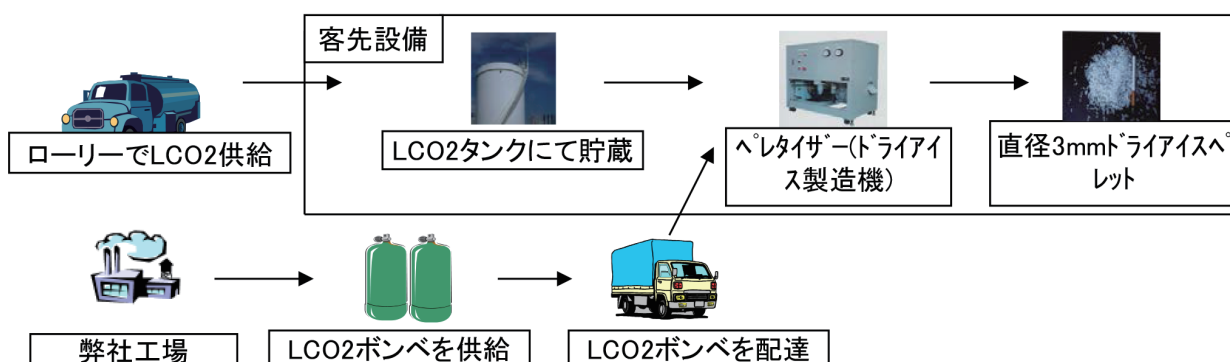 客先設備
ローリーでLCO2供給
LCO2タンクにて貯蔵
ペレタイザー(ドライアイ
ス製造機)
直径3mmドライアイスペ
レット
弊社工場
LCO2ボンベを供給
LCO2ボンベを配達